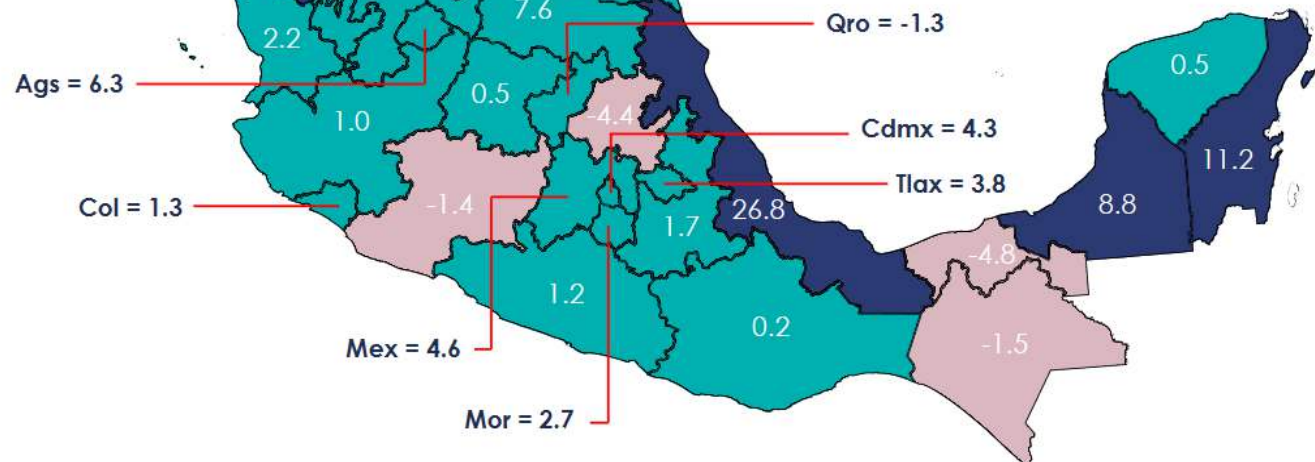 7.6
Qro = -1.3
2.2
0.5
Ags = 6.3
0.5
1.0
-4.4
Cdmx = 4.3
11.2
Tlax = 3.8
Col = 1.3
-1.4
26.8
8.8
1.7
-4.8
1.2
0.2
Mex = 4.6
-1.5
Mor = 2.7